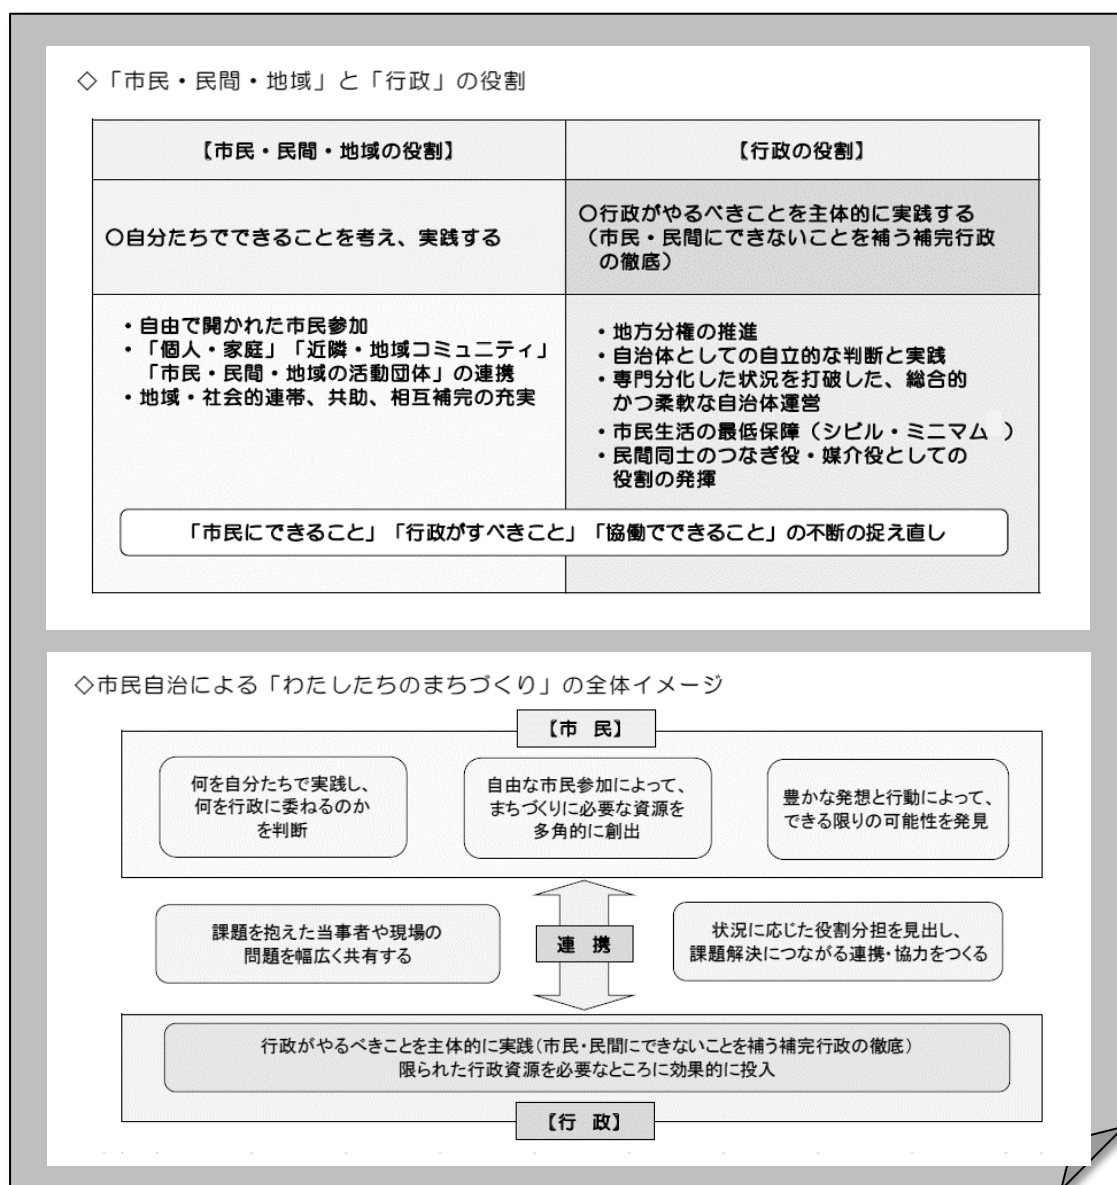 ◇「市民・民間・地域」と「行政」の役割
【市民・民間・地域の役割】
【行政の役割】
〇自分たちでできることを考え、実践する
〇行政がやるべきことを主体的に実践する
（市民・民間にできないことを補う補完行政
の徹底）
・自由で開かれた市民参加
・「個人・家庭」「近隣・地域コミュニティ」
「市民・民間・地域の活動団体」の連携
・地域・社会的連帯、共助、相互補完の充実
・地方分権の推進
・自治体としての自立的な判断と実践
・専門分化した状況を打破した、総合的
かつ柔軟な自治体運営
・市民生活の最低保障（シビル・ミニマム ）
・民間同士のつなぎ役・媒介役としての
役割の発揮
「市民にできること」「行政がすべきこと」「協働でできること」の不断の捉え直し
◇市民自治による「わたしたちのまちづくり」の全体イメージ
【市 民】
何を自分たちで実践し、
何を行政に委ねるのか
を判断
自由な市民参加によって、
まちづくりに必要な資源を
多角的に創出
豊かな発想と行動によって、
できる限りの可能性を発見
課題を抱えた当事者や現場の
問題を幅広く共有する
連 携
状況に応じた役割分担を見出し、
課題解決につながる連携・協力をつくる
行政がやるべきことを主体的に実践（市民・民間にできないことを補う補完行政の徹底）
限られた行政資源を必要なところに効果的に投入
【行 政】